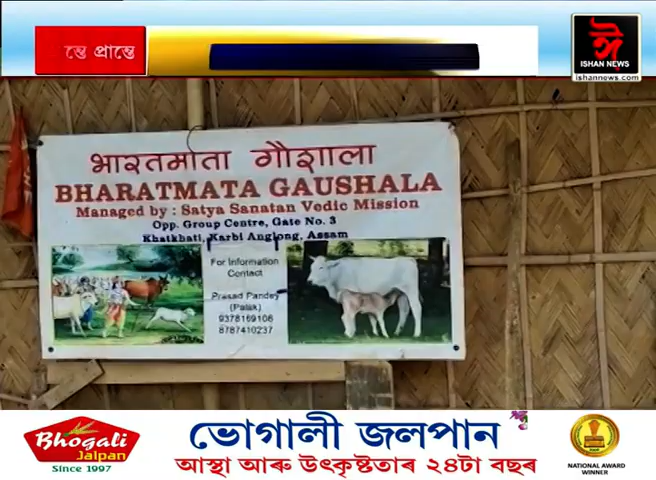 ন্তে প্ৰান্তে
ঈ
ISHAN NEWS
ishannews.com
भारतमाता गौशाला
BHARATMATA GAUSHALA
Managed by : Satya Sanatan Vedic Mission
Opp. Group Centre, Gate No. 3
Khatkhati, Karbi Anglong, Assam
For Information
Contact
Prasad Pandey
(Palak)
9378169106
8787410237
Bhogali
Jalpan
Since 1997
ভোগালী জলপান
আস্থা আৰু উৎকৃষ্টতাৰ ২৪টা বছৰ
NATIONAL AWARD
WINNER